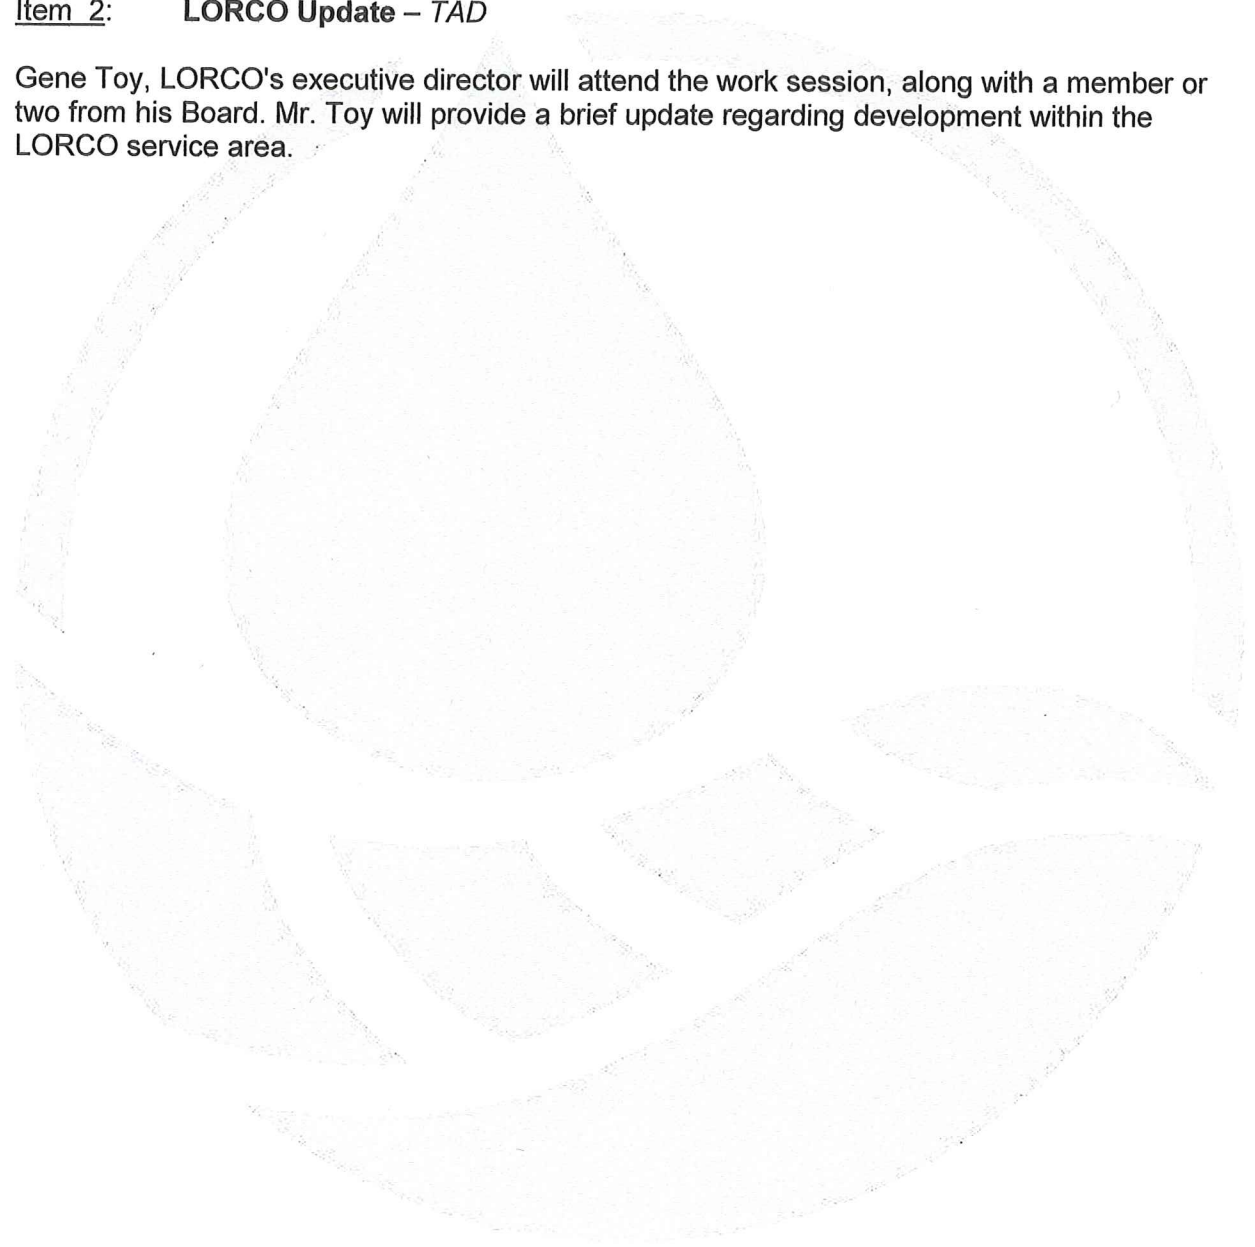 Item 2: LORCO Update – TAD
Gene Toy, LORCO's executive director will attend the work session, along with a member or
two from his Board. Mr. Toy will provide a brief update regarding development within the
LORCO service area.